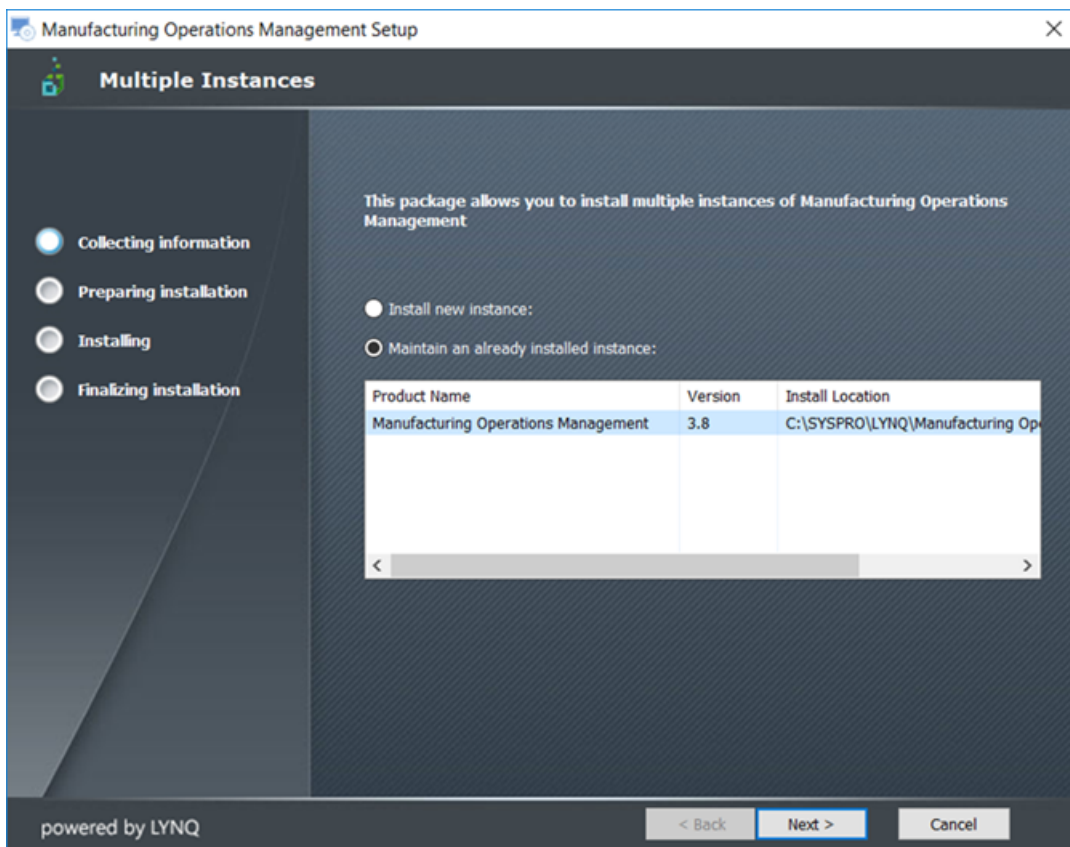 Manufacturing Operations Management Setup
Multiple Instances
Collecting information
Preparing installation
Installing
Finalizing installation
This package allows you to install multiple instances of Manufacturing Operations
Management
Install new instance:
Maintain an already installed instance:
Product Name Version Install Location
Manufacturing Operations Management 3.8 C:\SYSPRO\LYNQ\Manufacturing Ope
powered by LYNQ
< Back Next > Cancel